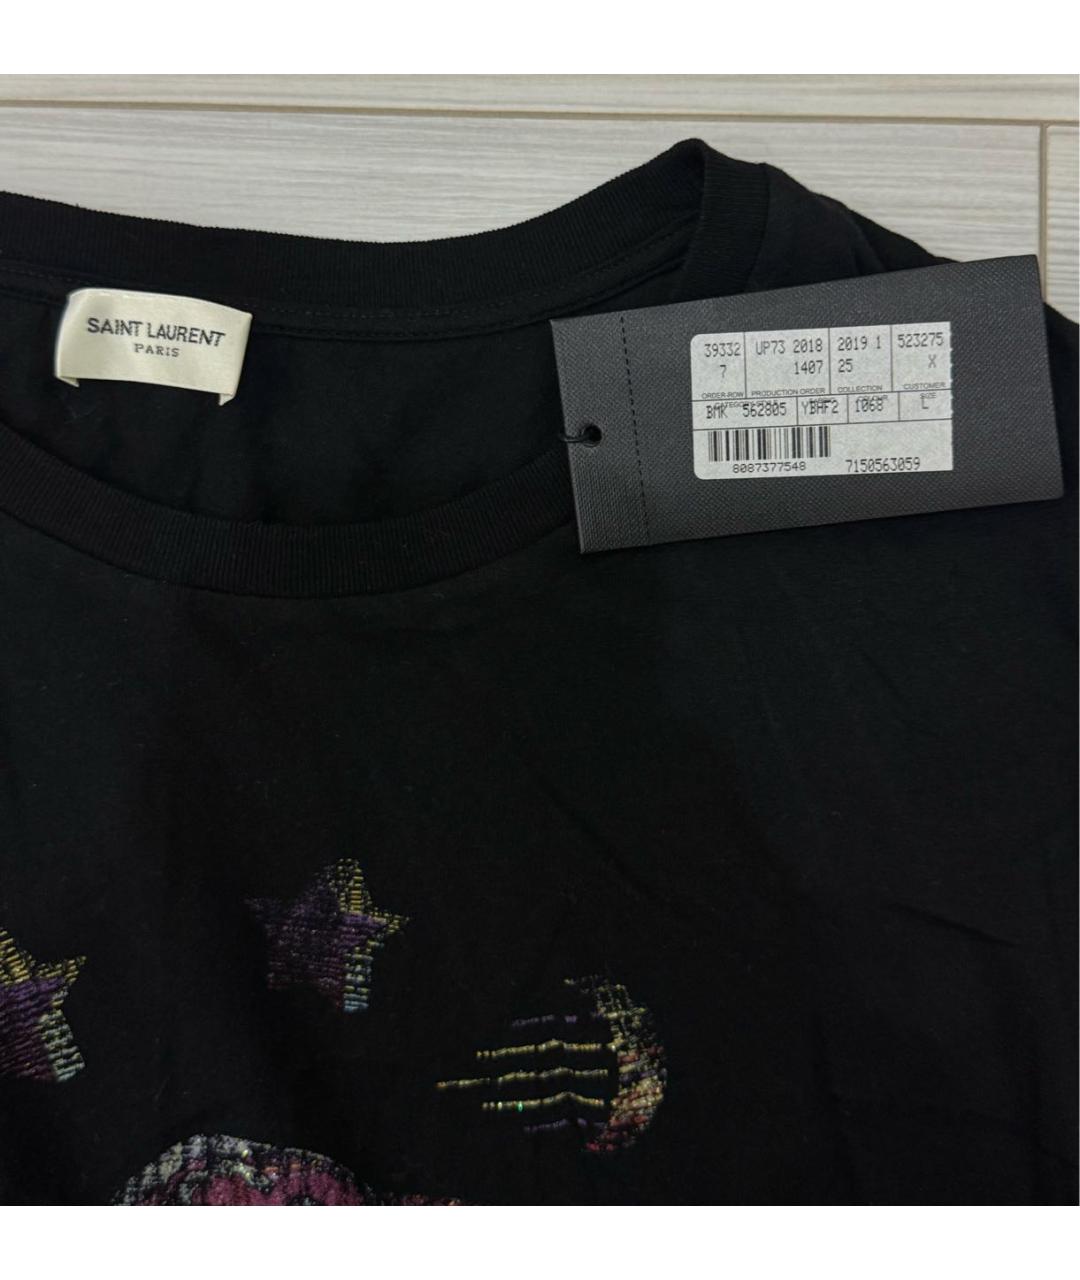 SAINT LAURENT
PARIS
39332 UP73 2018 2019 1 523275
7 1407 25 X
ORDER-ROW PRODUCTION ORDER COLLECTION CUSTOMER
SIZE
BMK 562805 YBHF2 1068 L
8087377548 7150563059